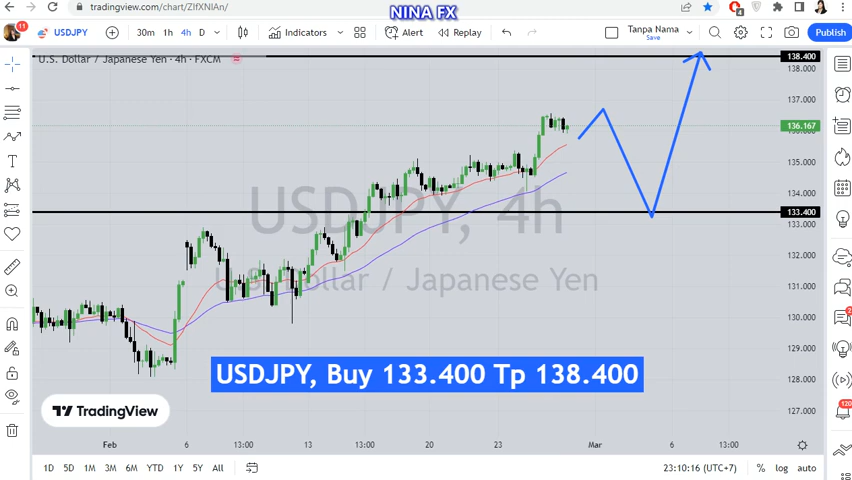 NINA FX
tradingview.com/chart/ZIfXNIAn/
11
USDJPY
30m 1h 4h D
Indicators
Alert
Replay
Tanpa Nama
Save
Publish
U.S. Dollar / Japanese Yen · 4h · FXCM
138.400
138.000
137.000
136.167
135.000
134.000
133.400
133.000
132.000
131.000
130.000
129.000
128.000
127.000
USDJPY, 4h
U.S. Dollar / Japanese Yen
USDJPY, Buy 133.400 Tp 138.400
TradingView
Feb 6 13:00 13 13:00 20 23 Mar 6 13:00
1D 5D 1M 3M 6M YTD 1Y 5Y All
23:10:16 (UTC+7) % log auto
120